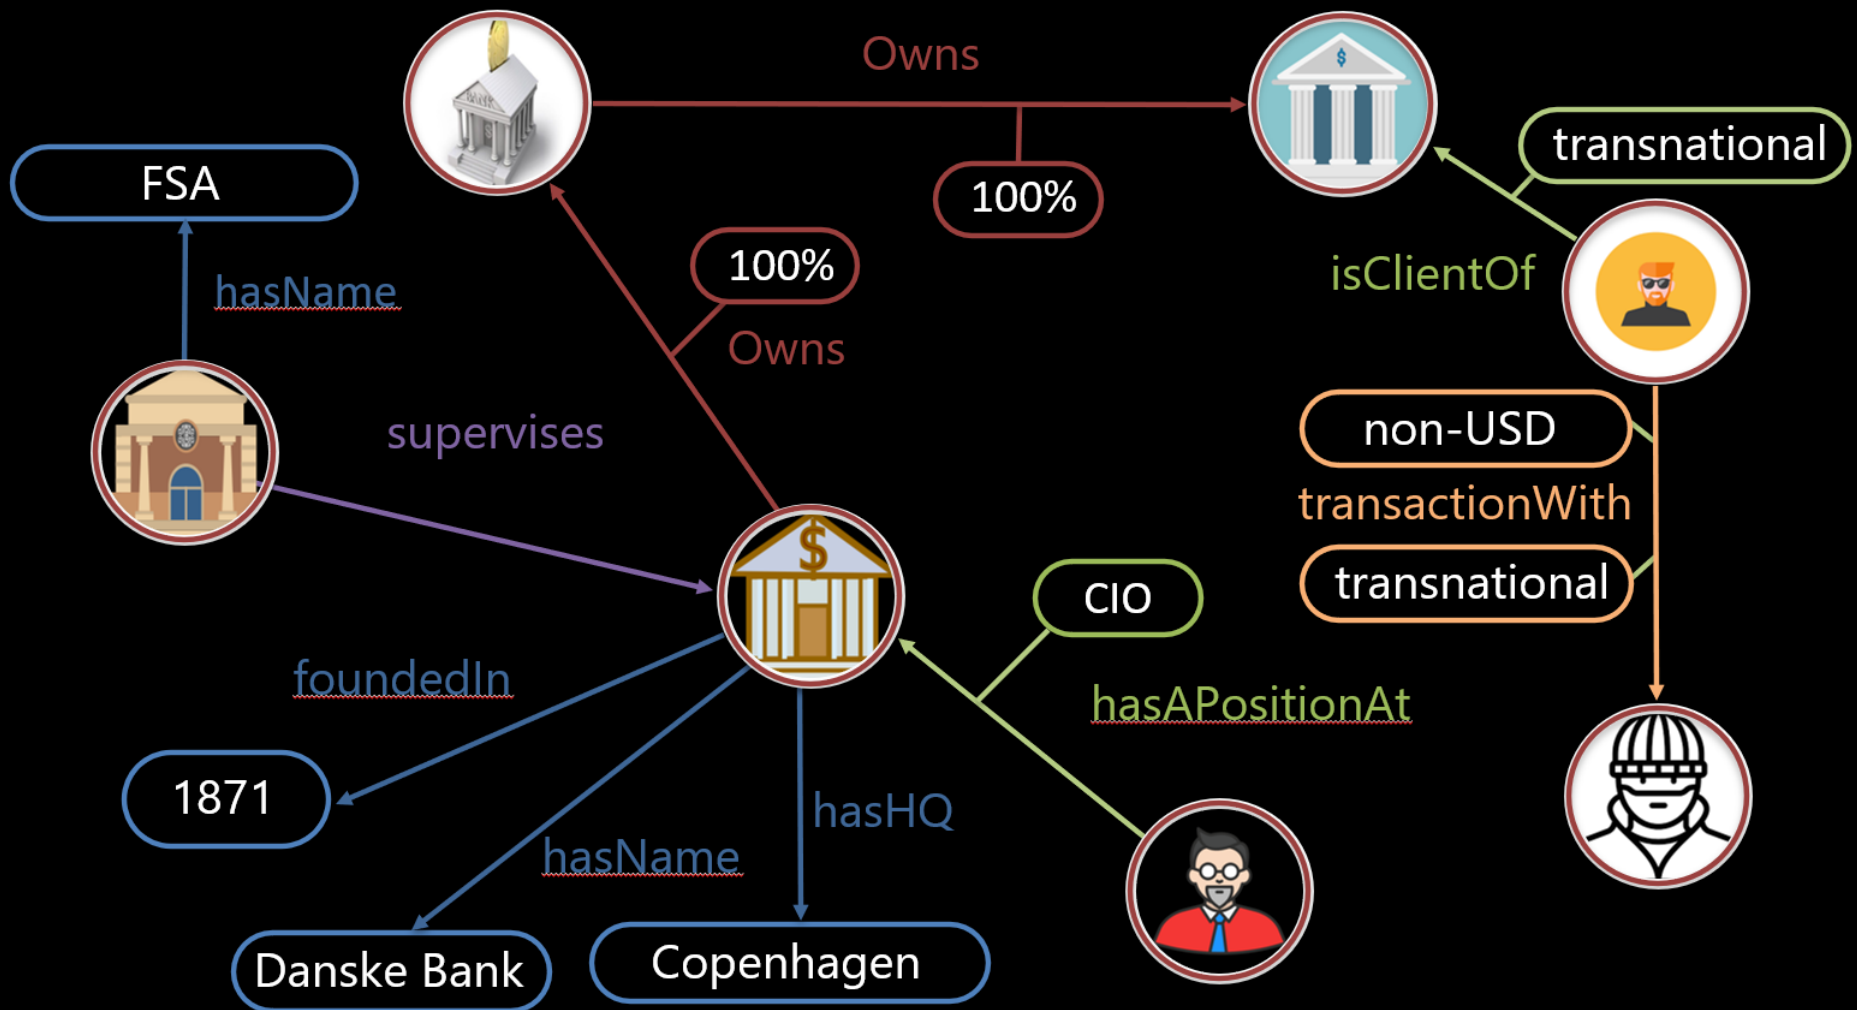 Owns
$
BANK
transnational
FSA
100%
100%
isClientOf
hasName
Owns
non-USD
supervises
transactionWith
$
transnational
CIO
foundedIn
hasAPositionAt
1871
hasHQ
hasName
Danske Bank
Copenhagen